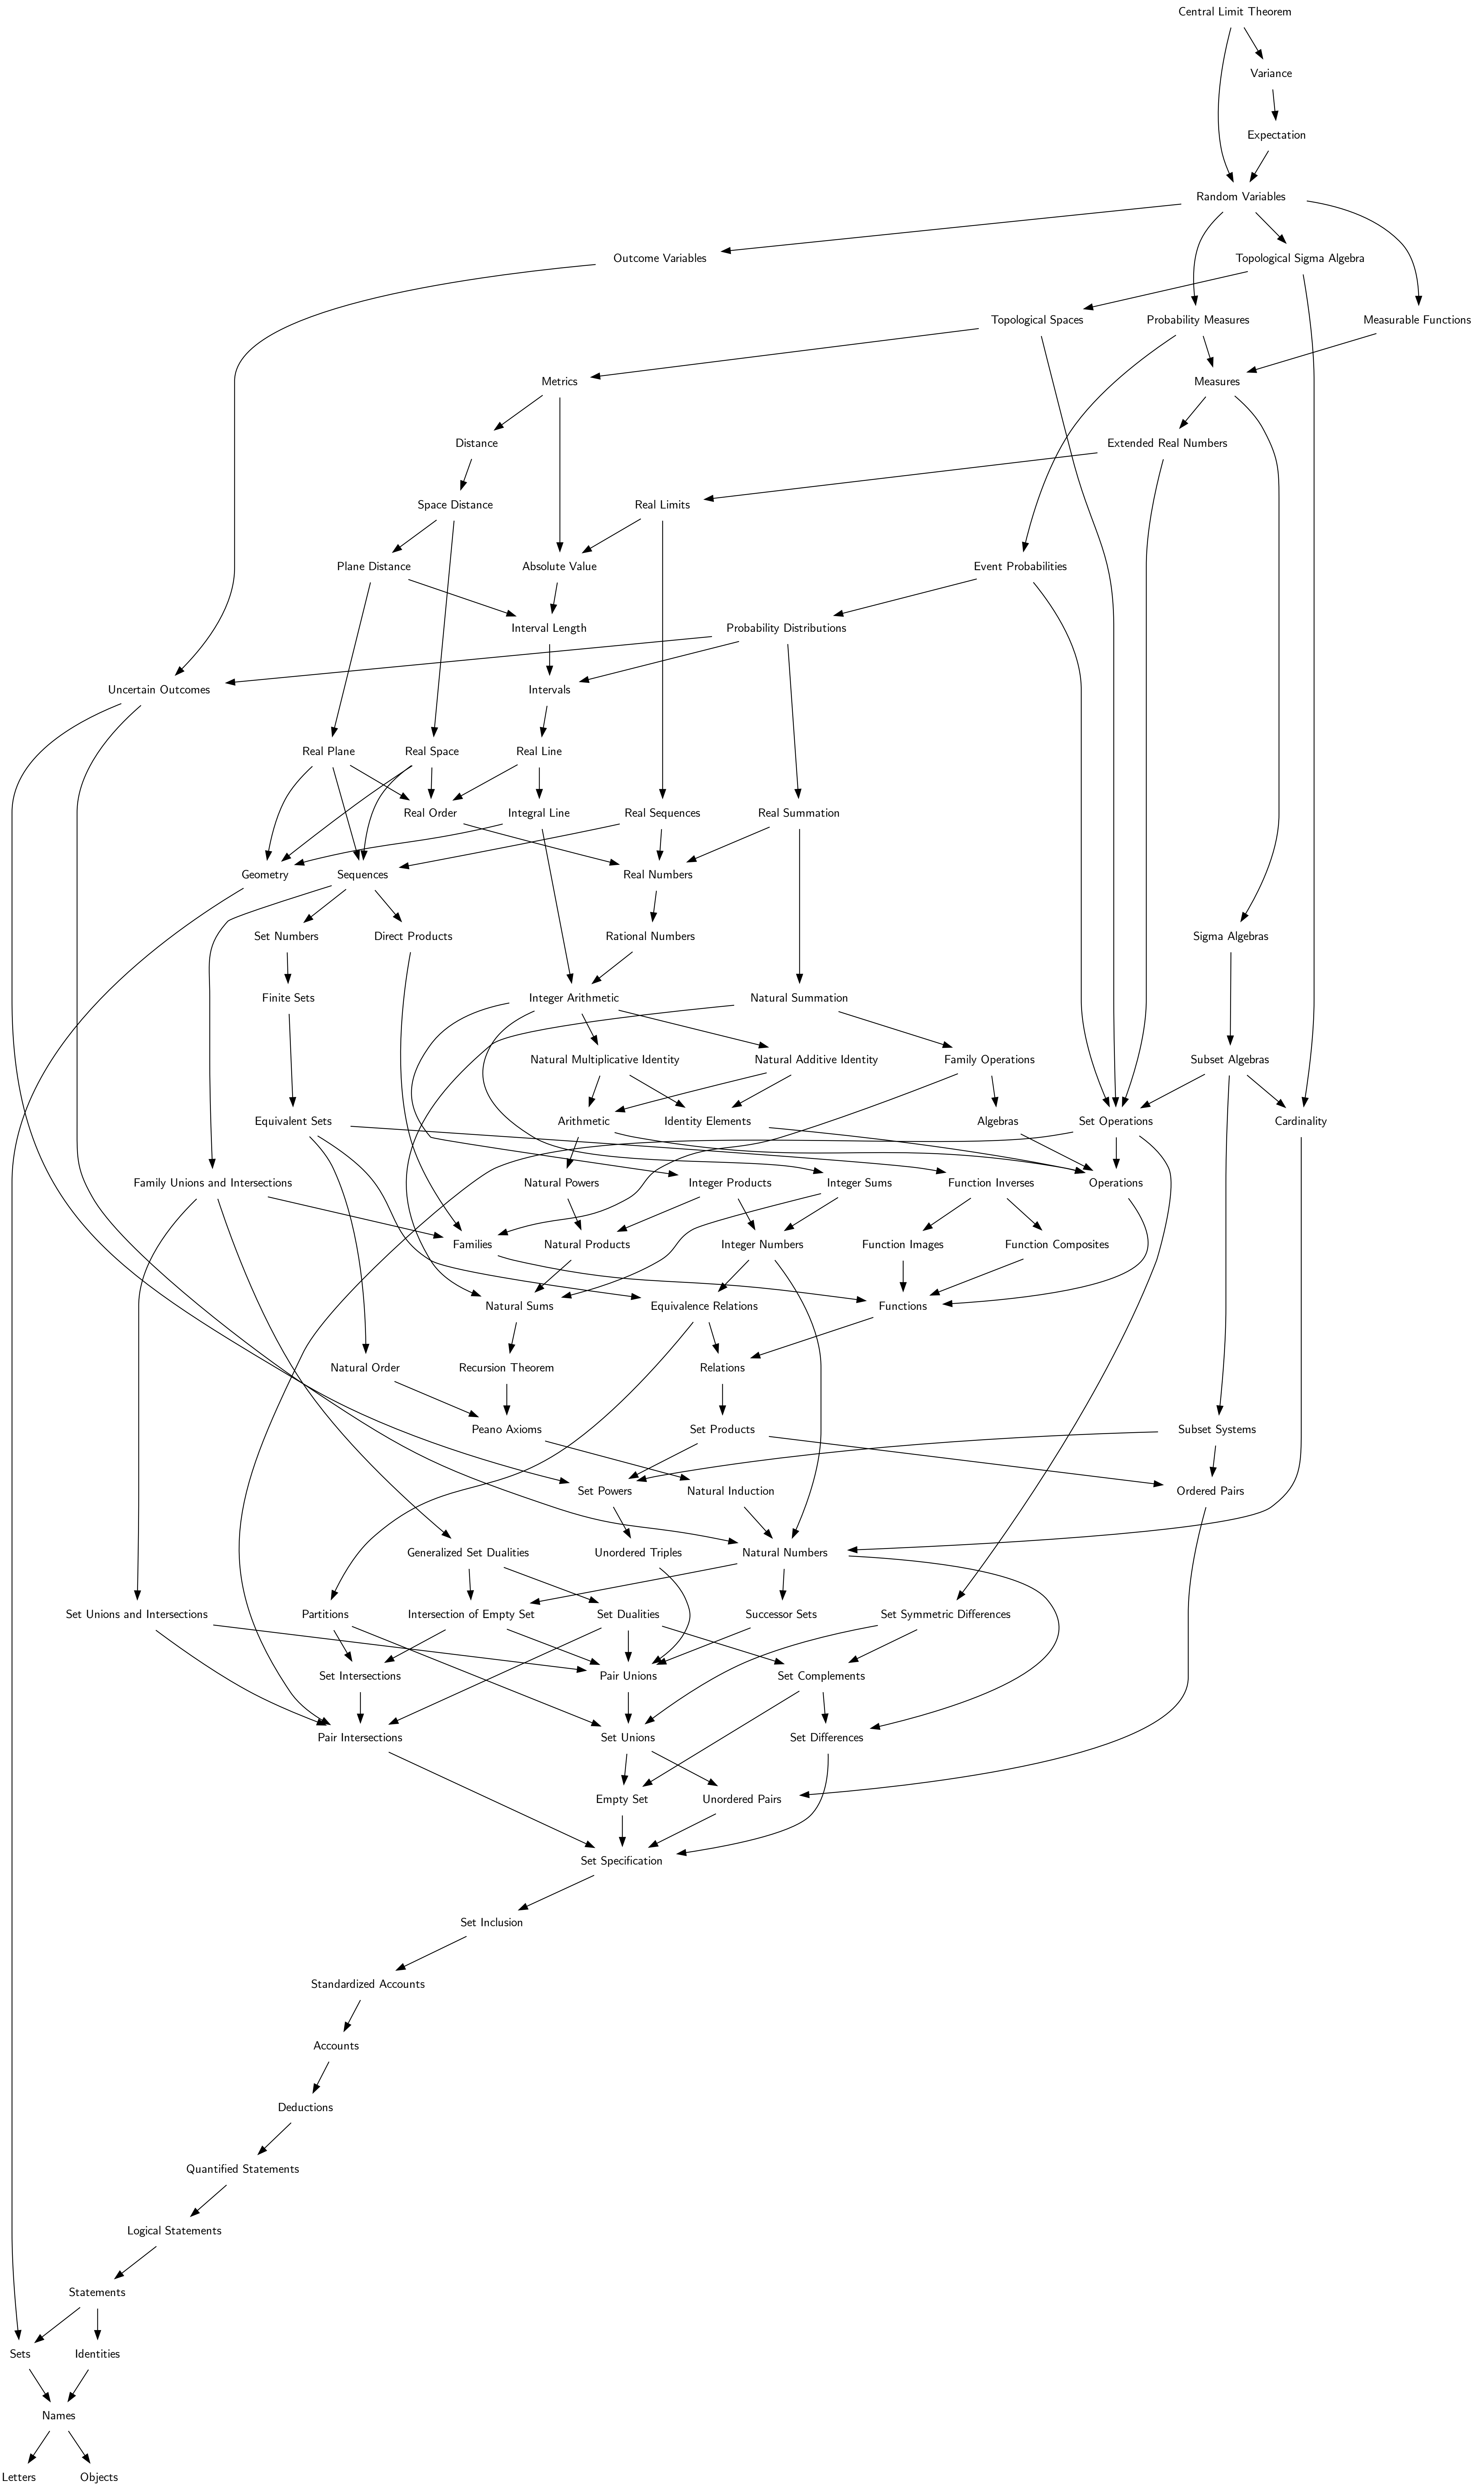 Central Limit Theorem
Variance
Expectation
Random Variables
Outcome Variables
Topological Sigma Algebra
Topological Spaces
Probability Measures
Measurable Functions
Metrics
Measures
Distance
Extended Real Numbers
Space Distance
Real Limits
Plane Distance
Absolute Value
Event Probabilities
Interval Length
Probability Distributions
Uncertain Outcomes
Intervals
Real Plane
Real Space
Real Line
Real Order
Integral Line
Real Sequences
Real Summation
Geometry
Sequences
Real Numbers
Set Numbers
Direct Products
Rational Numbers
Sigma Algebras
Finite Sets
Integer Arithmetic
Natural Summation
Natural Multiplicative Identity
Natural Additive Identity
Family Operations
Subset Algebras
Equivalent Sets
Arithmetic
Identity Elements
Algebras
Set Operations
Cardinality
Family Unions and Intersections
Natural Powers
Integer Products
Integer Sums
Function Inverses
Operations
Families
Natural Products
Integer Numbers
Function Images
Function Composites
Natural Sums
Equivalence Relations
Functions
Natural Order
Recursion Theorem
Relations
Peano Axioms
Set Products
Subset Systems
Set Powers
Natural Induction
Ordered Pairs
Generalized Set Dualities
Unordered Triples
Natural Numbers
Set Unions and Intersections
Partitions
Intersection of Empty Set
Set Dualities
Successor Sets
Set Symmetric Differences
Set Intersections
Pair Unions
Set Complements
Pair Intersections
Set Unions
Set Differences
Empty Set
Unordered Pairs
Set Specification
Set Inclusion
Standardized Accounts
Accounts
Deductions
Quantified Statements
Logical Statements
Statements
Sets
Identities
Names
Letters
Objects